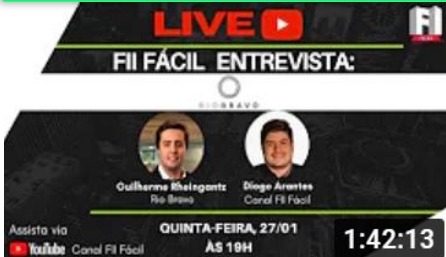 LIVE
FII FÁCIL ENTREVISTA:
RIO BRAVO
Guilherme Rheingantz
Rio Bravo
Diogo Arantes
Canal FII Fácil
Assista via
YouTube Canal FII Fácil
QUINTA-FEIRA, 27/01
ÀS 19H
1:42:13